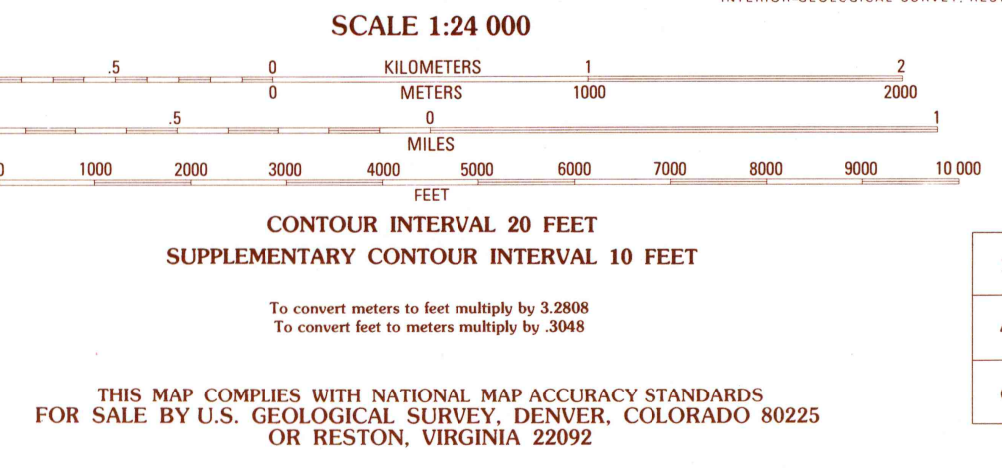 SCALE 1:24 000
.5 0 KILOMETERS 1 2
0 METERS 1000 2000
.5 0 1
MILES
1000 2000 3000 4000 5000 6000 7000 8000 9000 10 000
FEET
CONTOUR INTERVAL 20 FEET
SUPPLEMENTARY CONTOUR INTERVAL 10 FEET
To convert meters to feet multiply by 3.2808
To convert feet to meters multiply by .3048
THIS MAP COMPLIES WITH NATIONAL MAP ACCURACY STANDARDS
FOR SALE BY U.S. GEOLOGICAL SURVEY, DENVER, COLORADO 80225
OR RESTON, VIRGINIA 22092